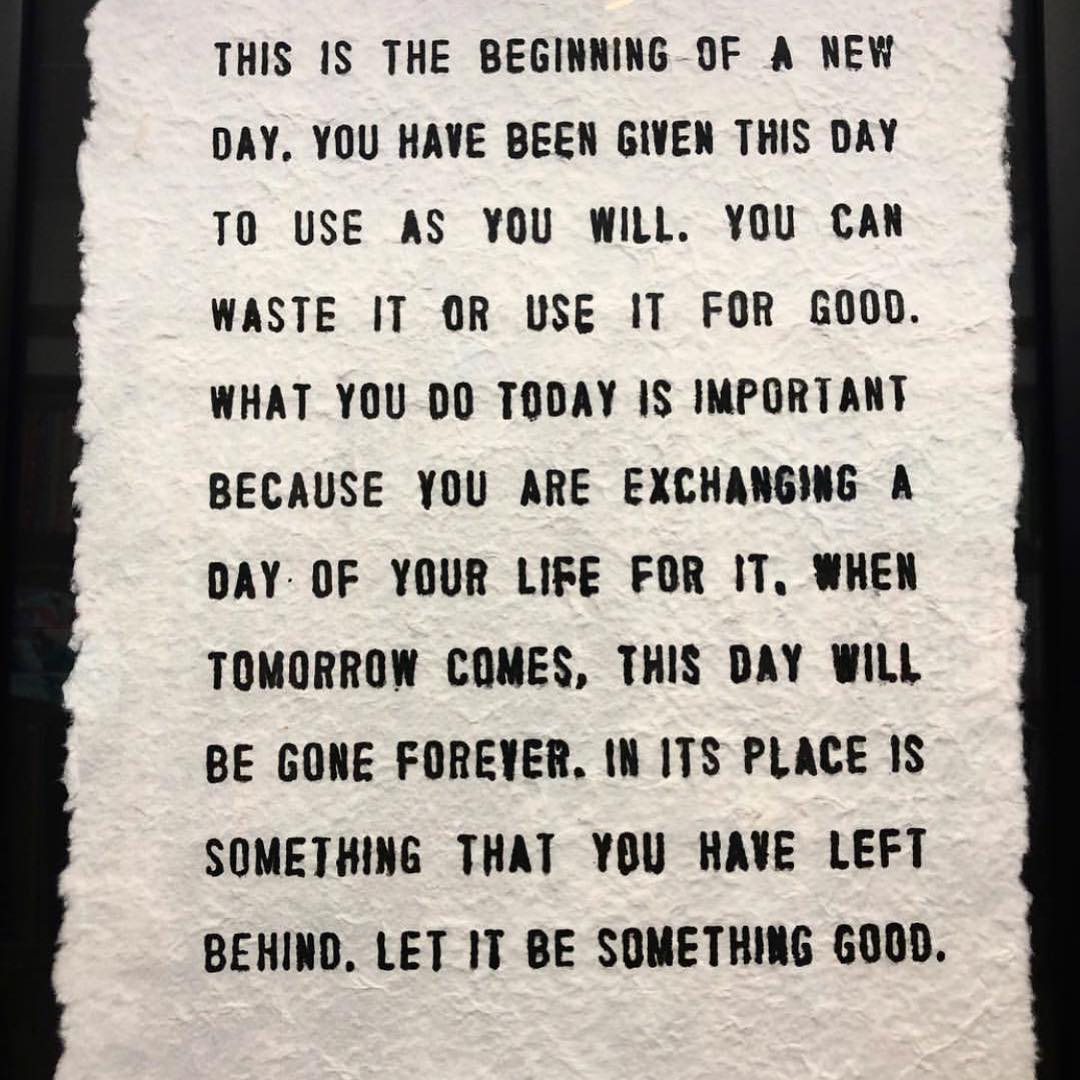 THIS IS THE BEGINNING OF A NEW
DAY. YOU HAVE BEEN GIVEN THIS DAY
TO USE AS YOU WILL. YOU CAN
WASTE IT OR USE IT FOR GOOD.
WHAT YOU DO TODAY IS IMPORTANT
BECAUSE YOU ARE EXCHANGING A
DAY OF YOUR LIFE FOR IT. WHEN
TOMORROW COMES, THIS DAY WILL
BE GONE FOREVER. IN ITS PLACE IS
SOMETHING THAT YOU HAVE LEFT
BEHIND. LET IT BE SOMETHING GOOD.